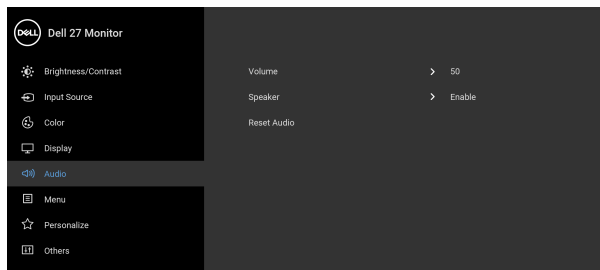 DELL Dell 27 Monitor
Brightness/Contrast
Input Source
Color
Display
Audio
Menu
Personalize
Others
Volume 50
Speaker Enable
Reset Audio